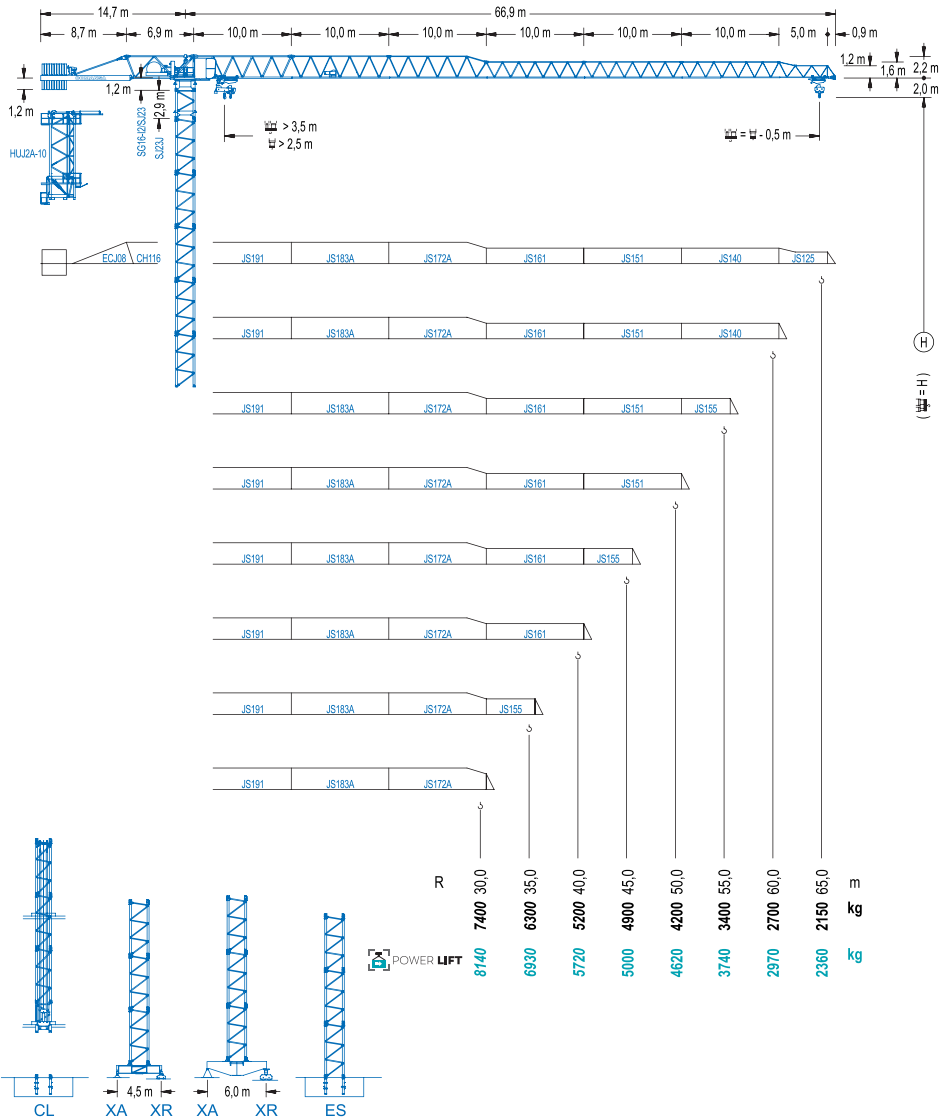 14,7 m 66,9 m
8,7 m 6,9 m 10,0 m 10,0 m 10,0 m 10,0 m 10,0 m 10,0 m 5,0 m 0,9 m
1,2 m 1,6 m 2,2 m
1,2 m 1,2 m 2,9 m 2,0 m
SG16-I2/SJ23
SJ23J
> 3,5 m
> 2,5 m
= - 0,5 m
HUJ2A-10
ECJ08 CH116 JS191 JS183A JS172A JS161 JS151 JS140 JS125
JS191 JS183A JS172A JS161 JS151 JS140
H
( H = )
JS191 JS183A JS172A JS161 JS151 JS155
JS191 JS183A JS172A JS161 JS151
JS191 JS183A JS172A JS161 JS155
JS191 JS183A JS172A JS161
JS191 JS183A JS172A JS155
JS191 JS183A JS172A
R 30,0 35,0 40,0 45,0 50,0 55,0 60,0 65,0 m
7400 6300 5200 4900 4200 3400 2700 2150 kg
POWER LIFT 8140 6930 5720 5000 4620 3740 2970 2360 kg
4,5 m 6,0 m
CL XA XR XA XR ES